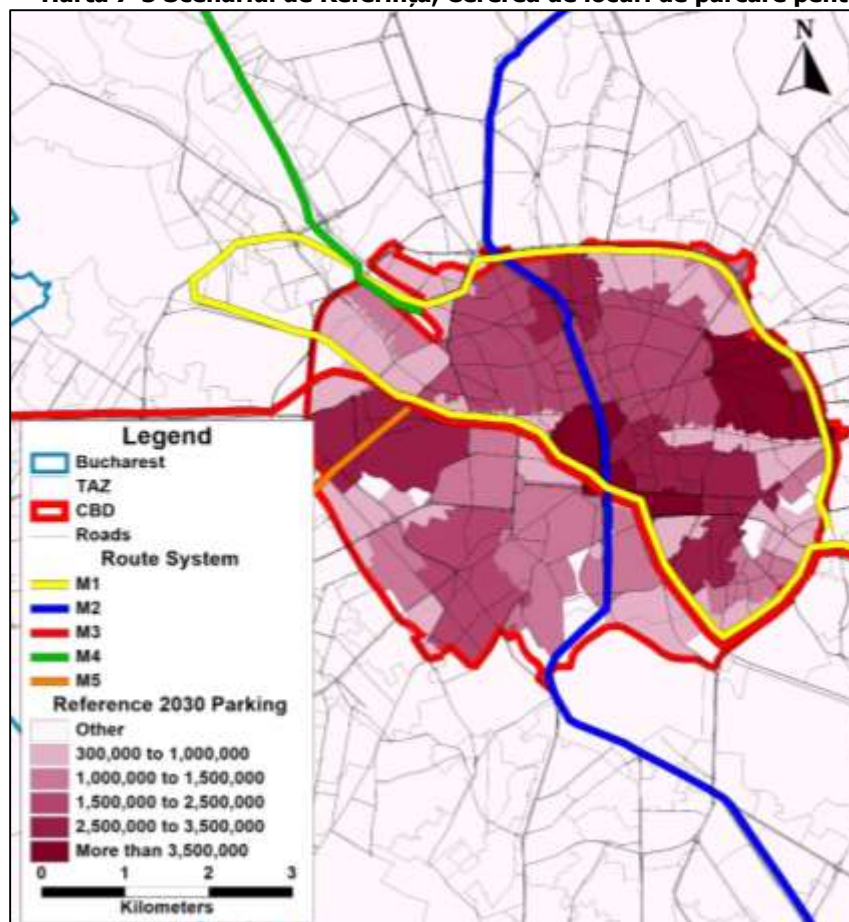 Harta 7-5 Scenariul de Referință, Cererea de locuri de parcare pent
N
Legend
Bucharest
TAZ
CBD
Roads
Route System
M1
M2
M3
M4
M5
Reference 2030 Parking
Other
300,000 to 1,000,000
1,000,000 to 1,500,000
1,500,000 to 2,500,000
2,500,000 to 3,500,000
More than 3,500,000
0 1 2 3
Kilometers